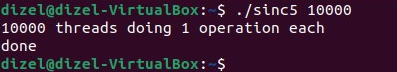 dizel@dizel-VirtualBox:~$ ./sinc5 10000
10000 threads doing 1 operation each
done
dizel@dizel-VirtualBox:~$